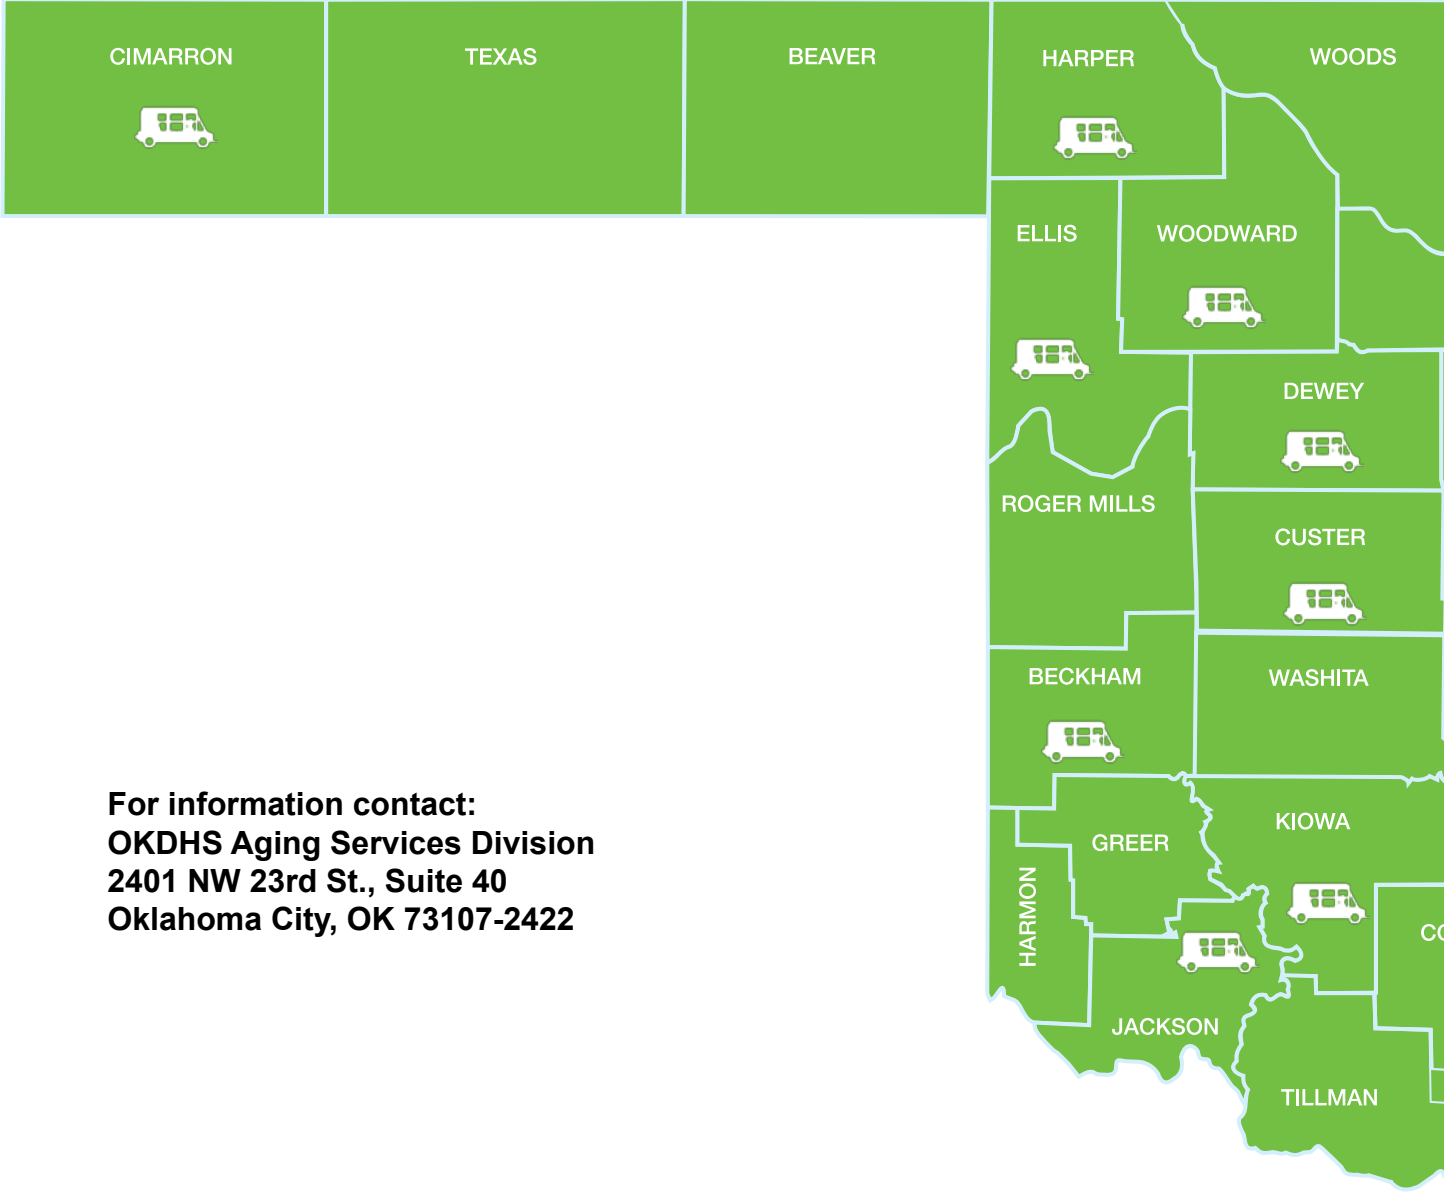 CIMARRON
TEXAS
BEAVER
HARPER
WOODS
ELLIS
WOODWARD
DEWEY
ROGER MILLS
CUSTER
BECKHAM
WASHITA
KIOWA
GREER
HARMON
CO
JACKSON
TILLMAN
For information contact:
OKDHS Aging Services Division
2401 NW 23rd St., Suite 40
Oklahoma City, OK 73107-2422